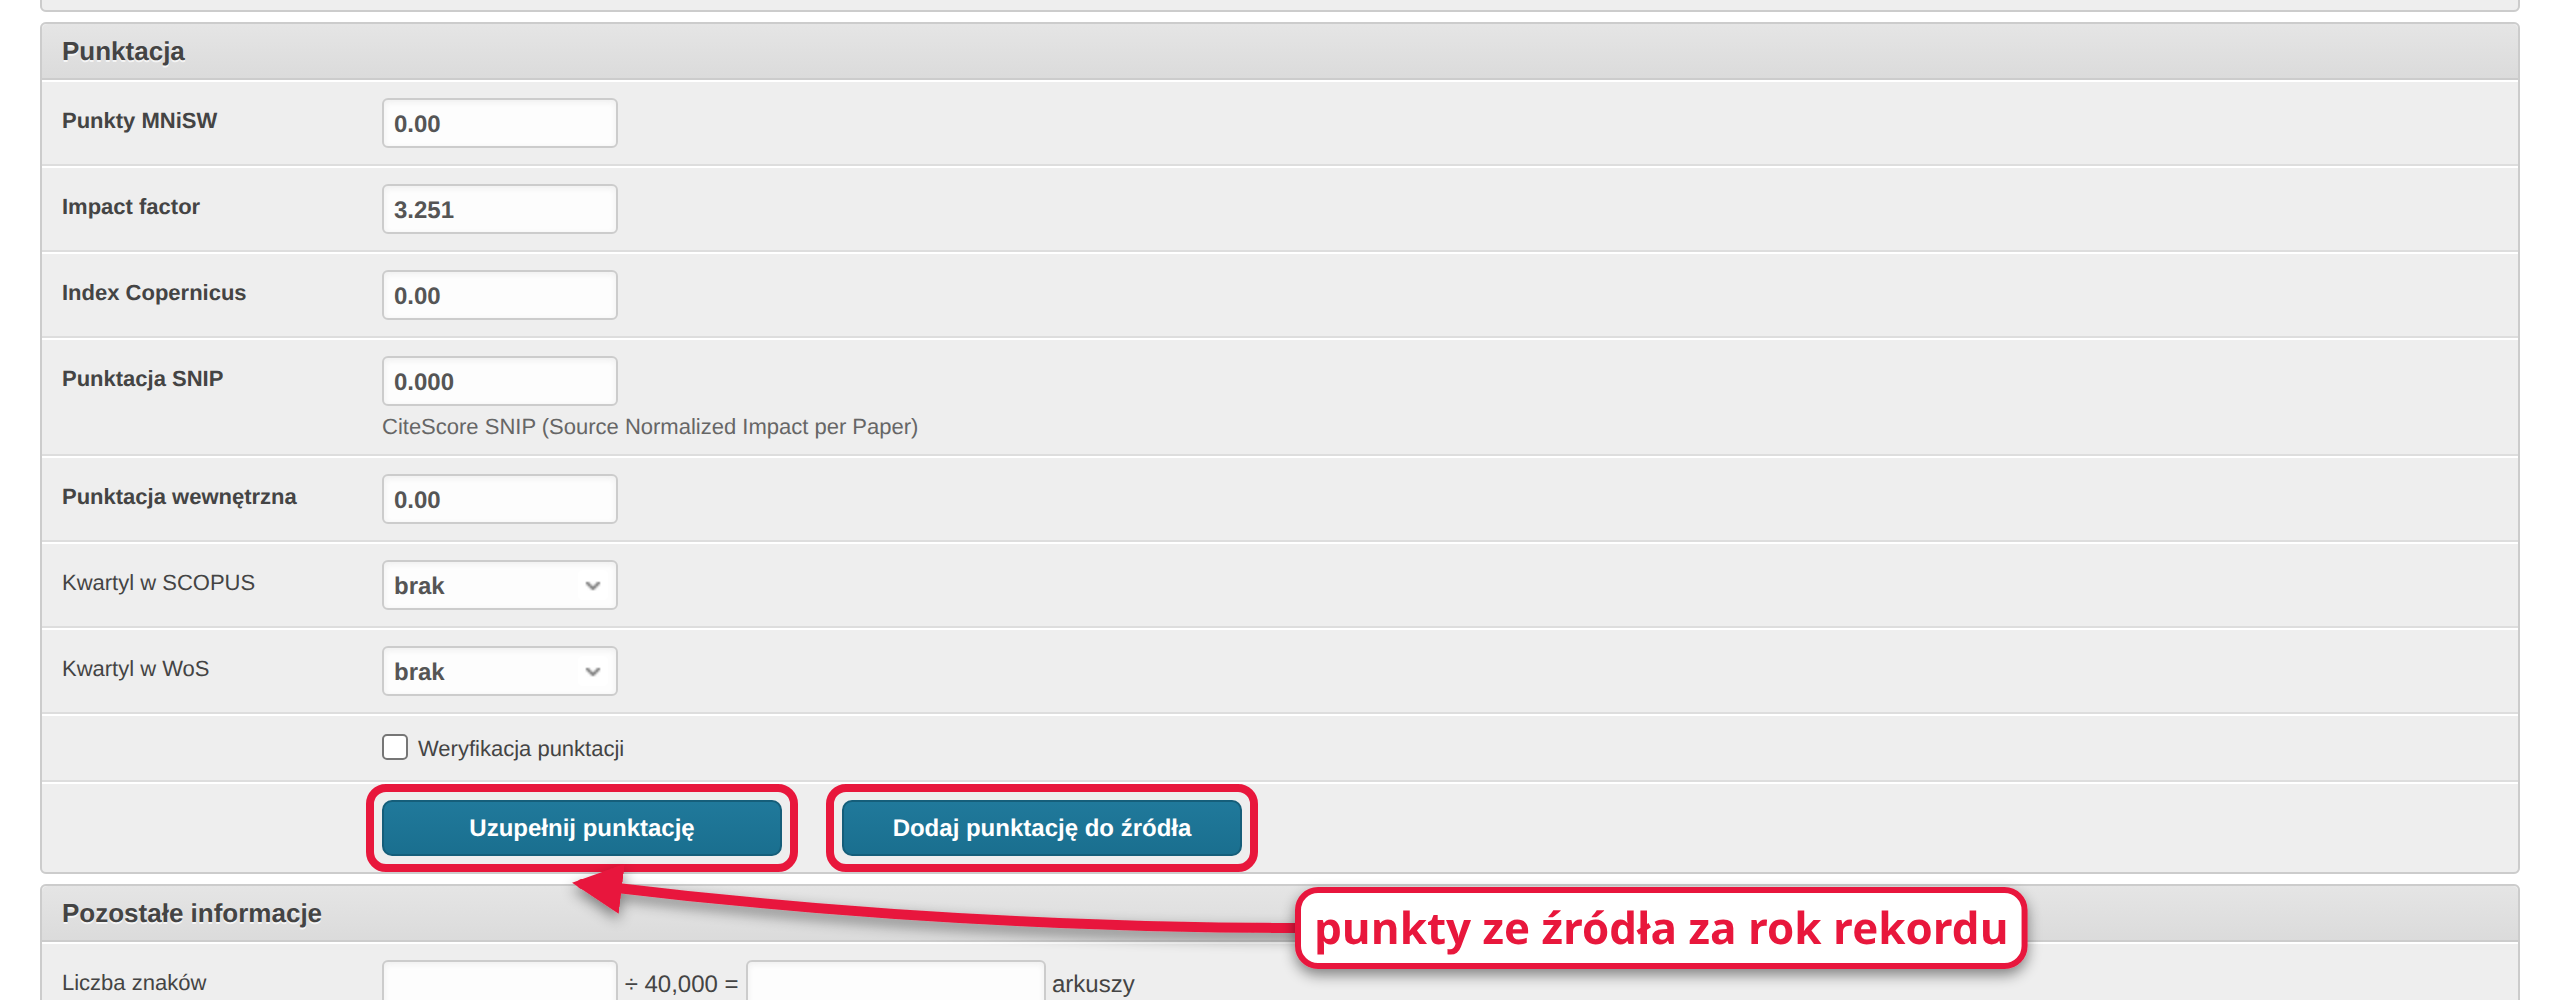 Punktacja
Punkty MNiSW 0.00
Impact factor 3.251
Index Copernicus 0.00
Punktacja SNIP 0.000
CiteScore SNIP (Source Normalized Impact per Paper)
Punktacja wewnętrzna 0.00
Kwartyl w SCOPUS brak
Kwartyl w WoS brak
Weryfikacja punktacji
Uzupełnij punktację Dodaj punktację do źródła
Pozostałe informacje
punkty ze źródła za rok rekordu
Liczba znaków ÷ 40,000 = arkuszy